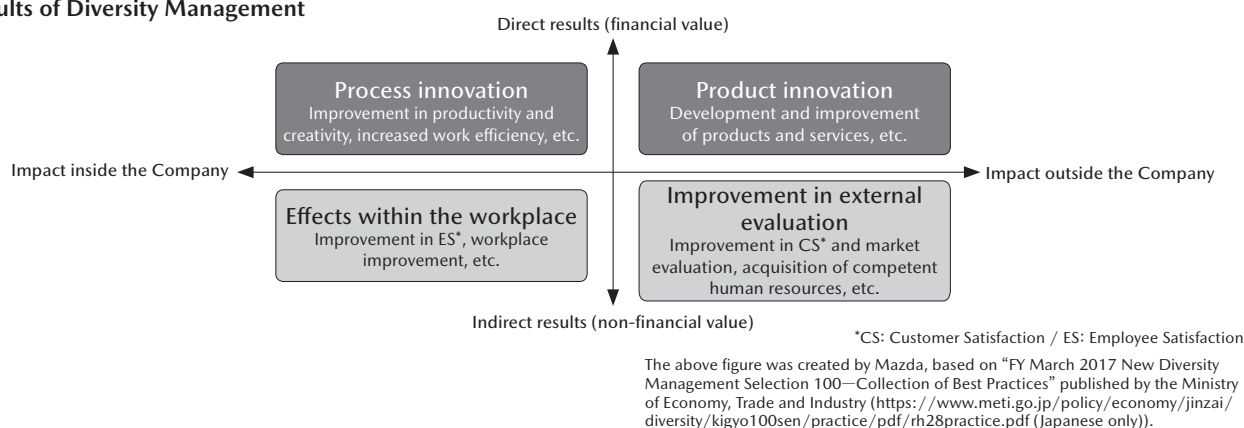 ults of Diversity Management
Direct results (financial value)
Process innovation
Improvement in productivity and
creativity, increased work efficiency, etc.
Product innovation
Development and improvement
of products and services, etc.
Impact inside the Company
Impact outside the Company
Effects within the workplace
Improvement in ES*, workplace
improvement, etc.
Improvement in external
evaluation
Improvement in CS* and market
evaluation, acquisition of competent
human resources, etc.
Indirect results (non-financial value)
*CS: Customer Satisfaction / ES: Employee Satisfaction
The above figure was created by Mazda, based on “FY March 2017 New Diversity
Management Selection 100—Collection of Best Practices” published by the Ministry
of Economy, Trade and Industry (https://www.meti.go.jp/policy/economy/jinzai/
diversity/kigyo100sen/practice/pdf/rh28practice.pdf (Japanese only)).